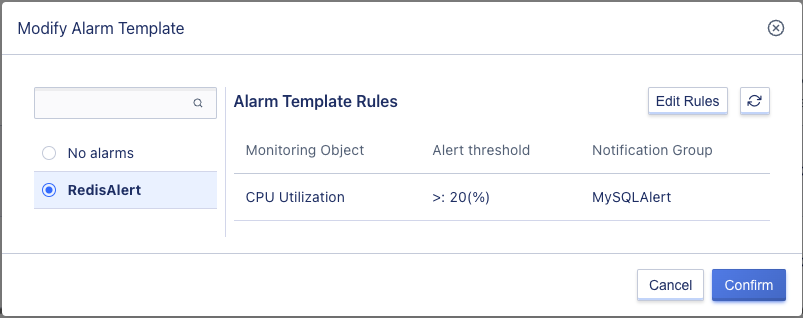 Modify Alarm Template
Alarm Template Rules
Edit Rules
No alarms
RedisAlert
Monitoring Object Alert threshold Notification Group
CPU Utilization >: 20(%) MySQLAlert
Cancel Confirm